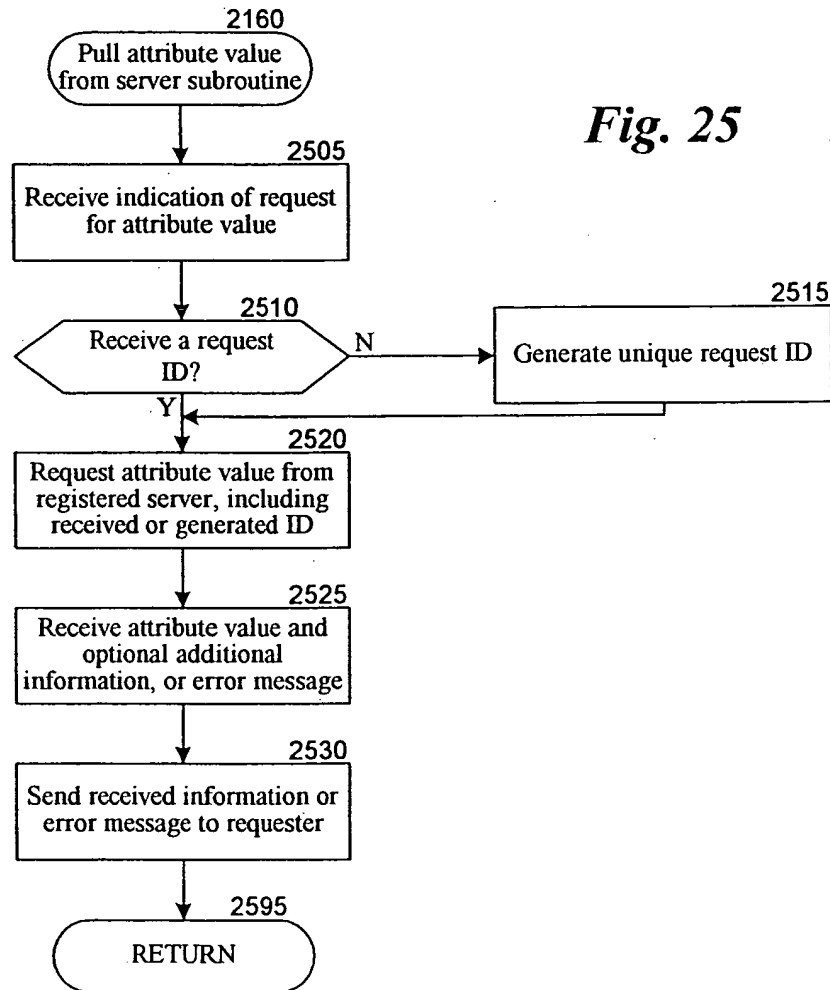 2160
Pull attribute value
from server subroutine
Fig. 25
2505
Receive indication of request
for attribute value
2510
Receive a request
ID?
N
2515
Generate unique request ID
Y
2520
Request attribute value from
registered server, including
received or generated ID
2525
Receive attribute value and
optional additional
information, or error message
2530
Send received information or
error message to requester
2595
RETURN